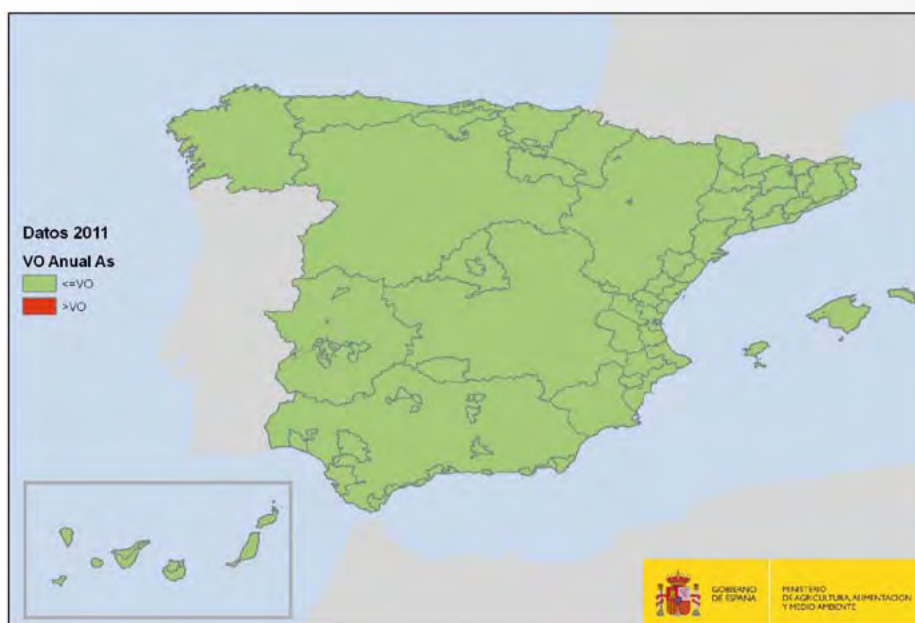 Datos 2011
VO Anual As
<=VO
>VO
GOBIERNO
DE ESPAÑA
MINISTERIO
DE AGRICULTURA, ALIMENTACIÓN
Y MEDIO AMBIENTE